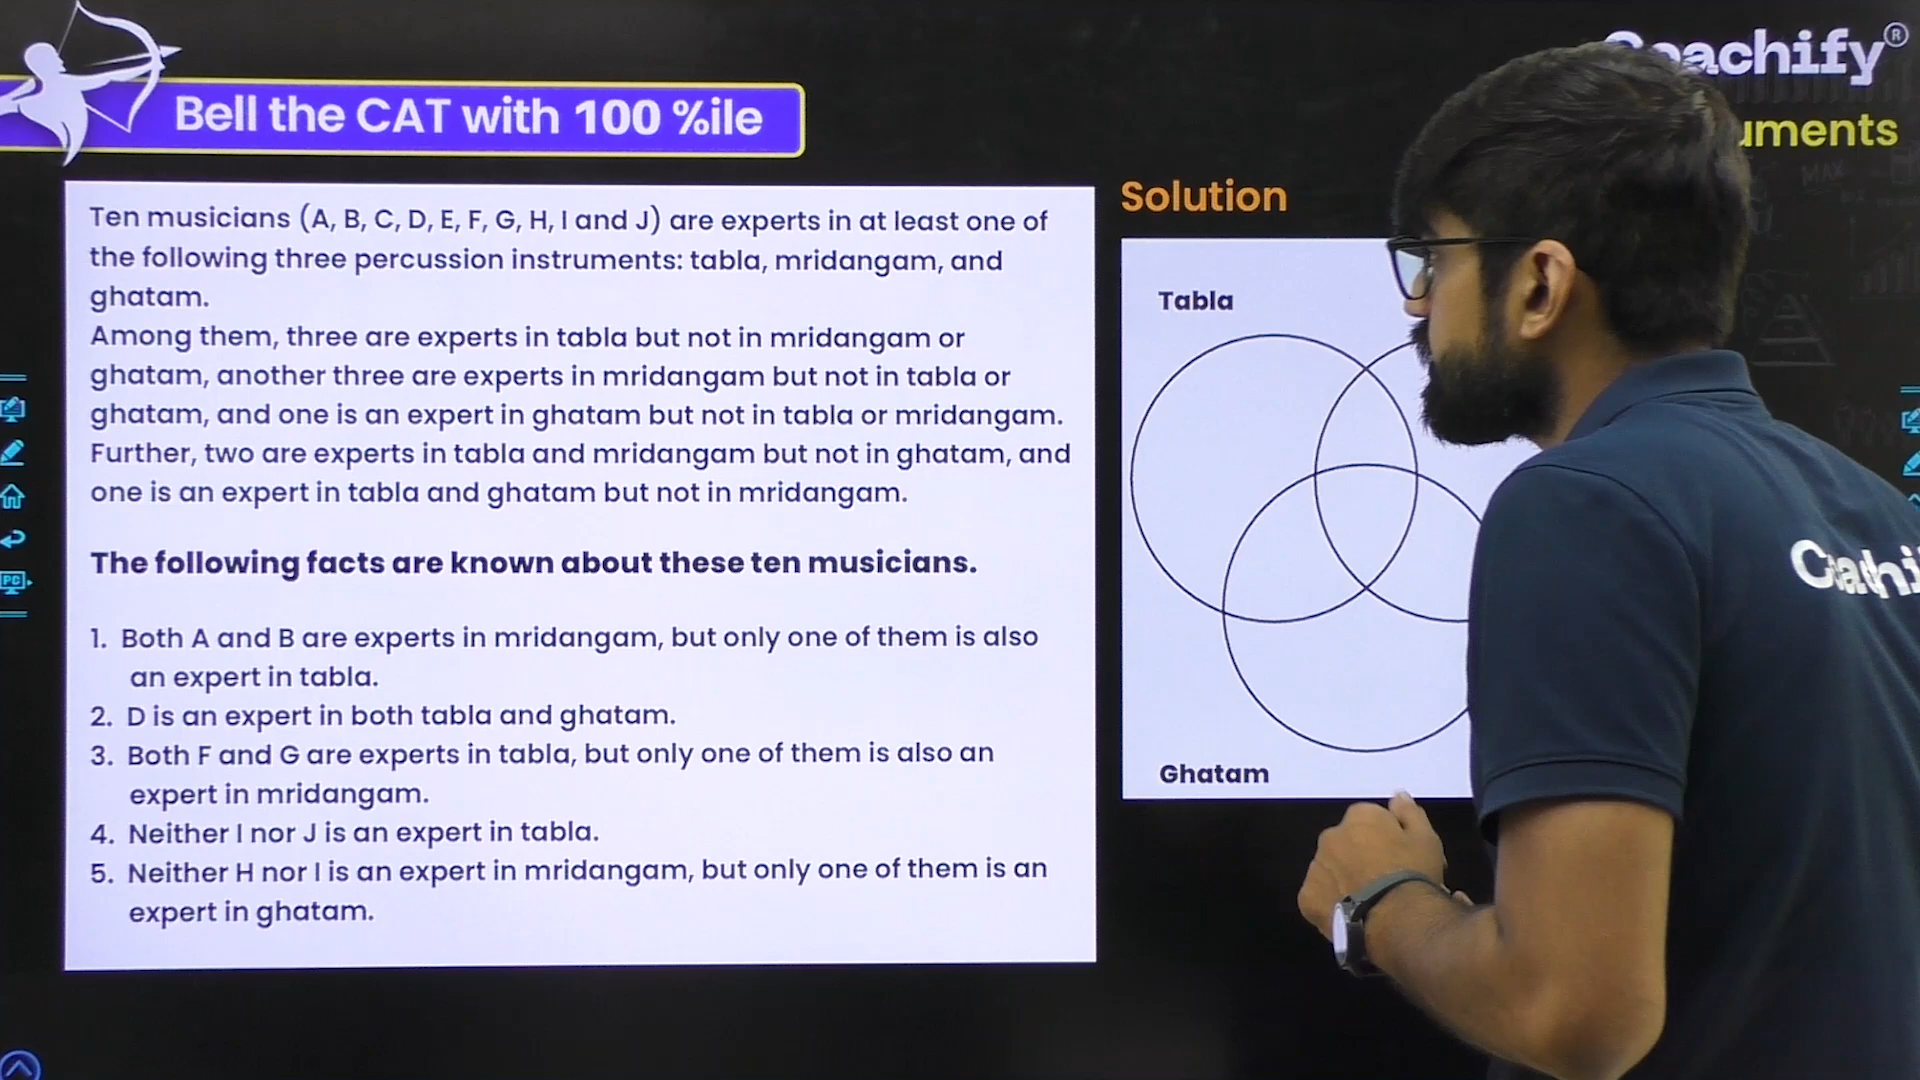 Coachify®
Bell the CAT with 100 %ile
Solution
Ten musicians (A, B, C, D, E, F, G, H, I and J) are experts in at least one of
the following three percussion instruments: tabla, mridangam, and
ghatam.
Among them, three are experts in tabla but not in mridangam or
ghatam, another three are experts in mridangam but not in tabla or
ghatam, and one is an expert in ghatam but not in tabla or mridangam.
Further, two are experts in tabla and mridangam but not in ghatam, and
one is an expert in tabla and ghatam but not in mridangam.
The following facts are known about these ten musicians.
1. Both A and B are experts in mridangam, but only one of them is also
an expert in tabla.
2. D is an expert in both tabla and ghatam.
3. Both F and G are experts in tabla, but only one of them is also an
expert in mridangam.
4. Neither I nor J is an expert in tabla.
5. Neither H nor I is an expert in mridangam, but only one of them is an
expert in ghatam.
Tabla
Ghatam
PC